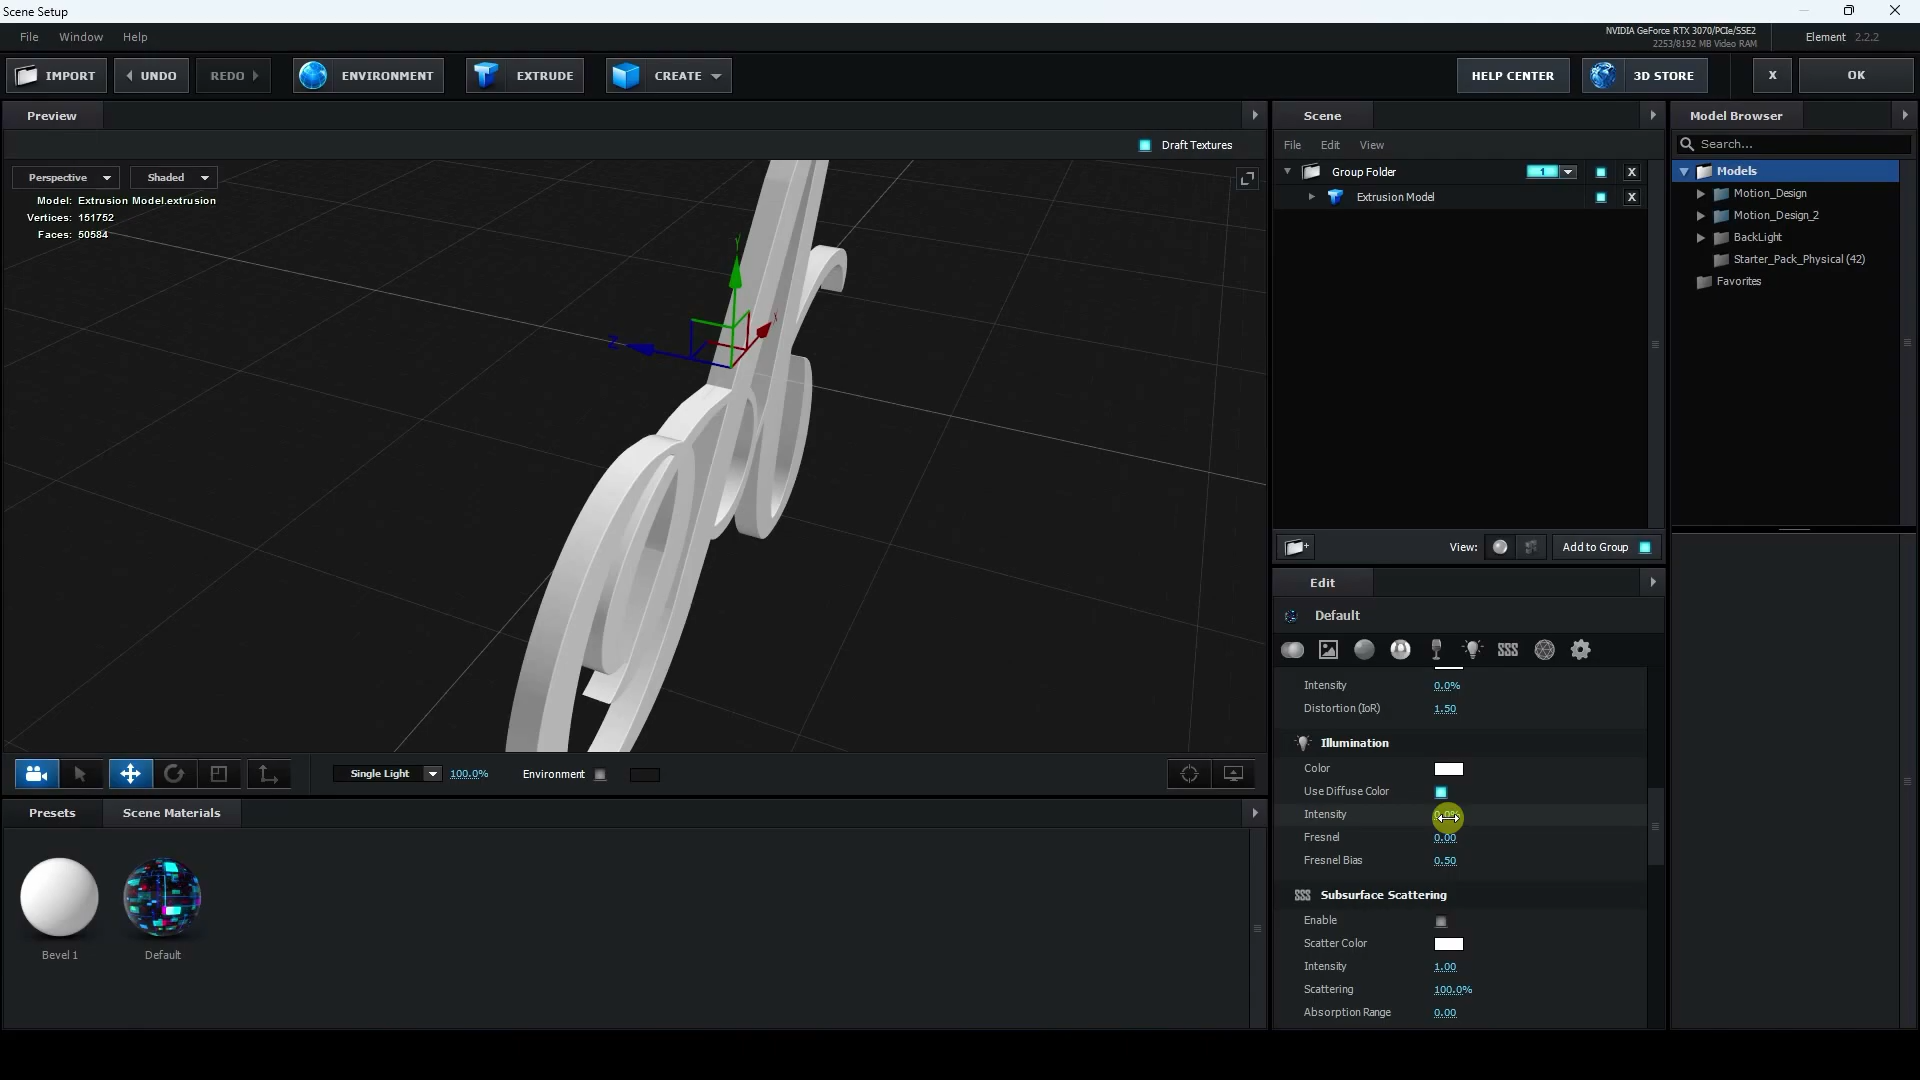 Scene Setup
File Window Help
NVIDIA GeForce RTX 3070/PCIe/SSE2
2253/8192 MB Video RAM
Element 2.2.2
IMPORT UNDO REDO ENVIRONMENT EXTRUDE CREATE HELP CENTER 3D STORE X OK
Preview
Draft Textures
Perspective Shaded
Model: Extrusion Model.extrusion
Vertices: 151752
Faces: 50584
Y
X
Z
Single Light 100.0% Environment
Presets Scene Materials
Bevel 1 Default
Scene
File Edit View
Group Folder 1 X
Extrusion Model X
View: Add to Group
Edit
Default
Intensity 0.0%
Distortion (IoR) 1.50
Illumination
Color
Use Diffuse Color
Intensity
Fresnel 0.00
Fresnel Bias 0.50
Subsurface Scattering
Enable
Scatter Color
Intensity 1.00
Scattering 100.0%
Absorption Range 0.00
Model Browser
Search...
Models
Motion_Design
Motion_Design_2
BackLight
Starter_Pack_Physical (42)
Favorites